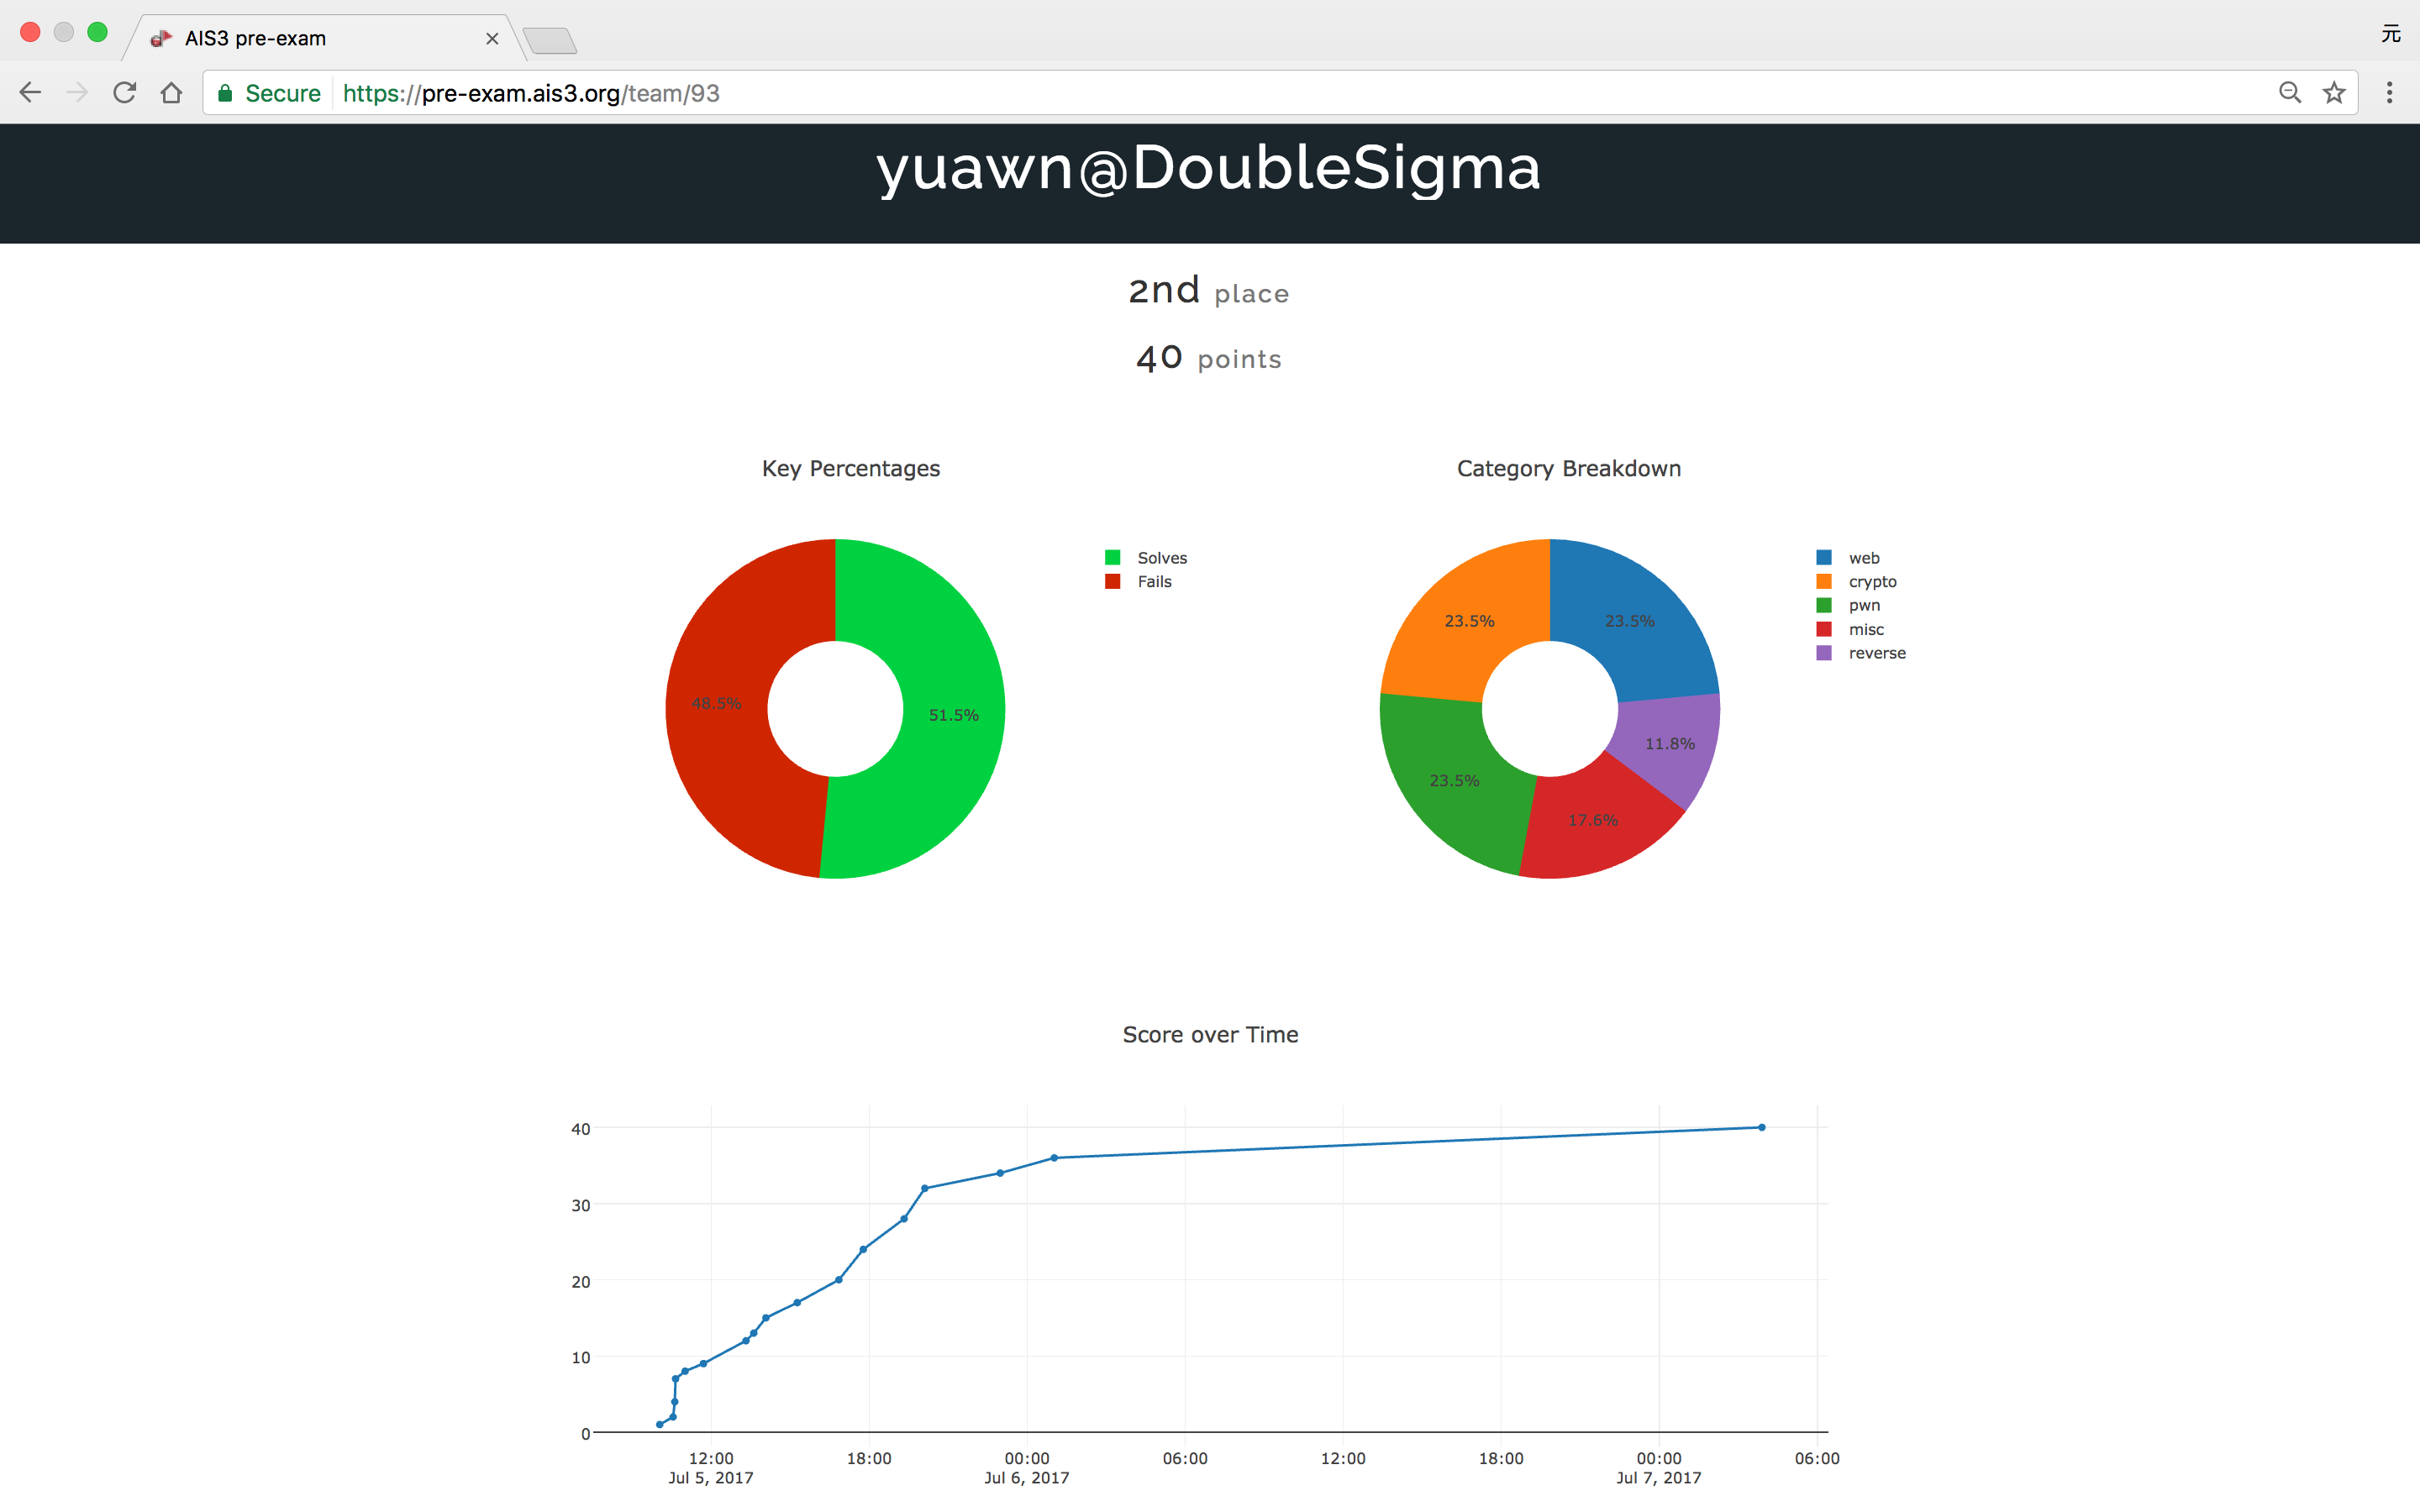 AIS3 pre-exam
元
Secure https://pre-exam.ais3.org/team/93
yuawn@DoubleSigma
2nd place
40 points
Key Percentages
Solves
Fails
48.5%
51.5%
Category Breakdown
web
crypto
pwn
misc
reverse
23.5%
23.5%
11.8%
23.5%
17.6%
Score over Time
40
30
20
10
0
12:00
Jul 5, 2017
18:00
00:00
Jul 6, 2017
06:00
12:00
18:00
00:00
Jul 7, 2017
06:00